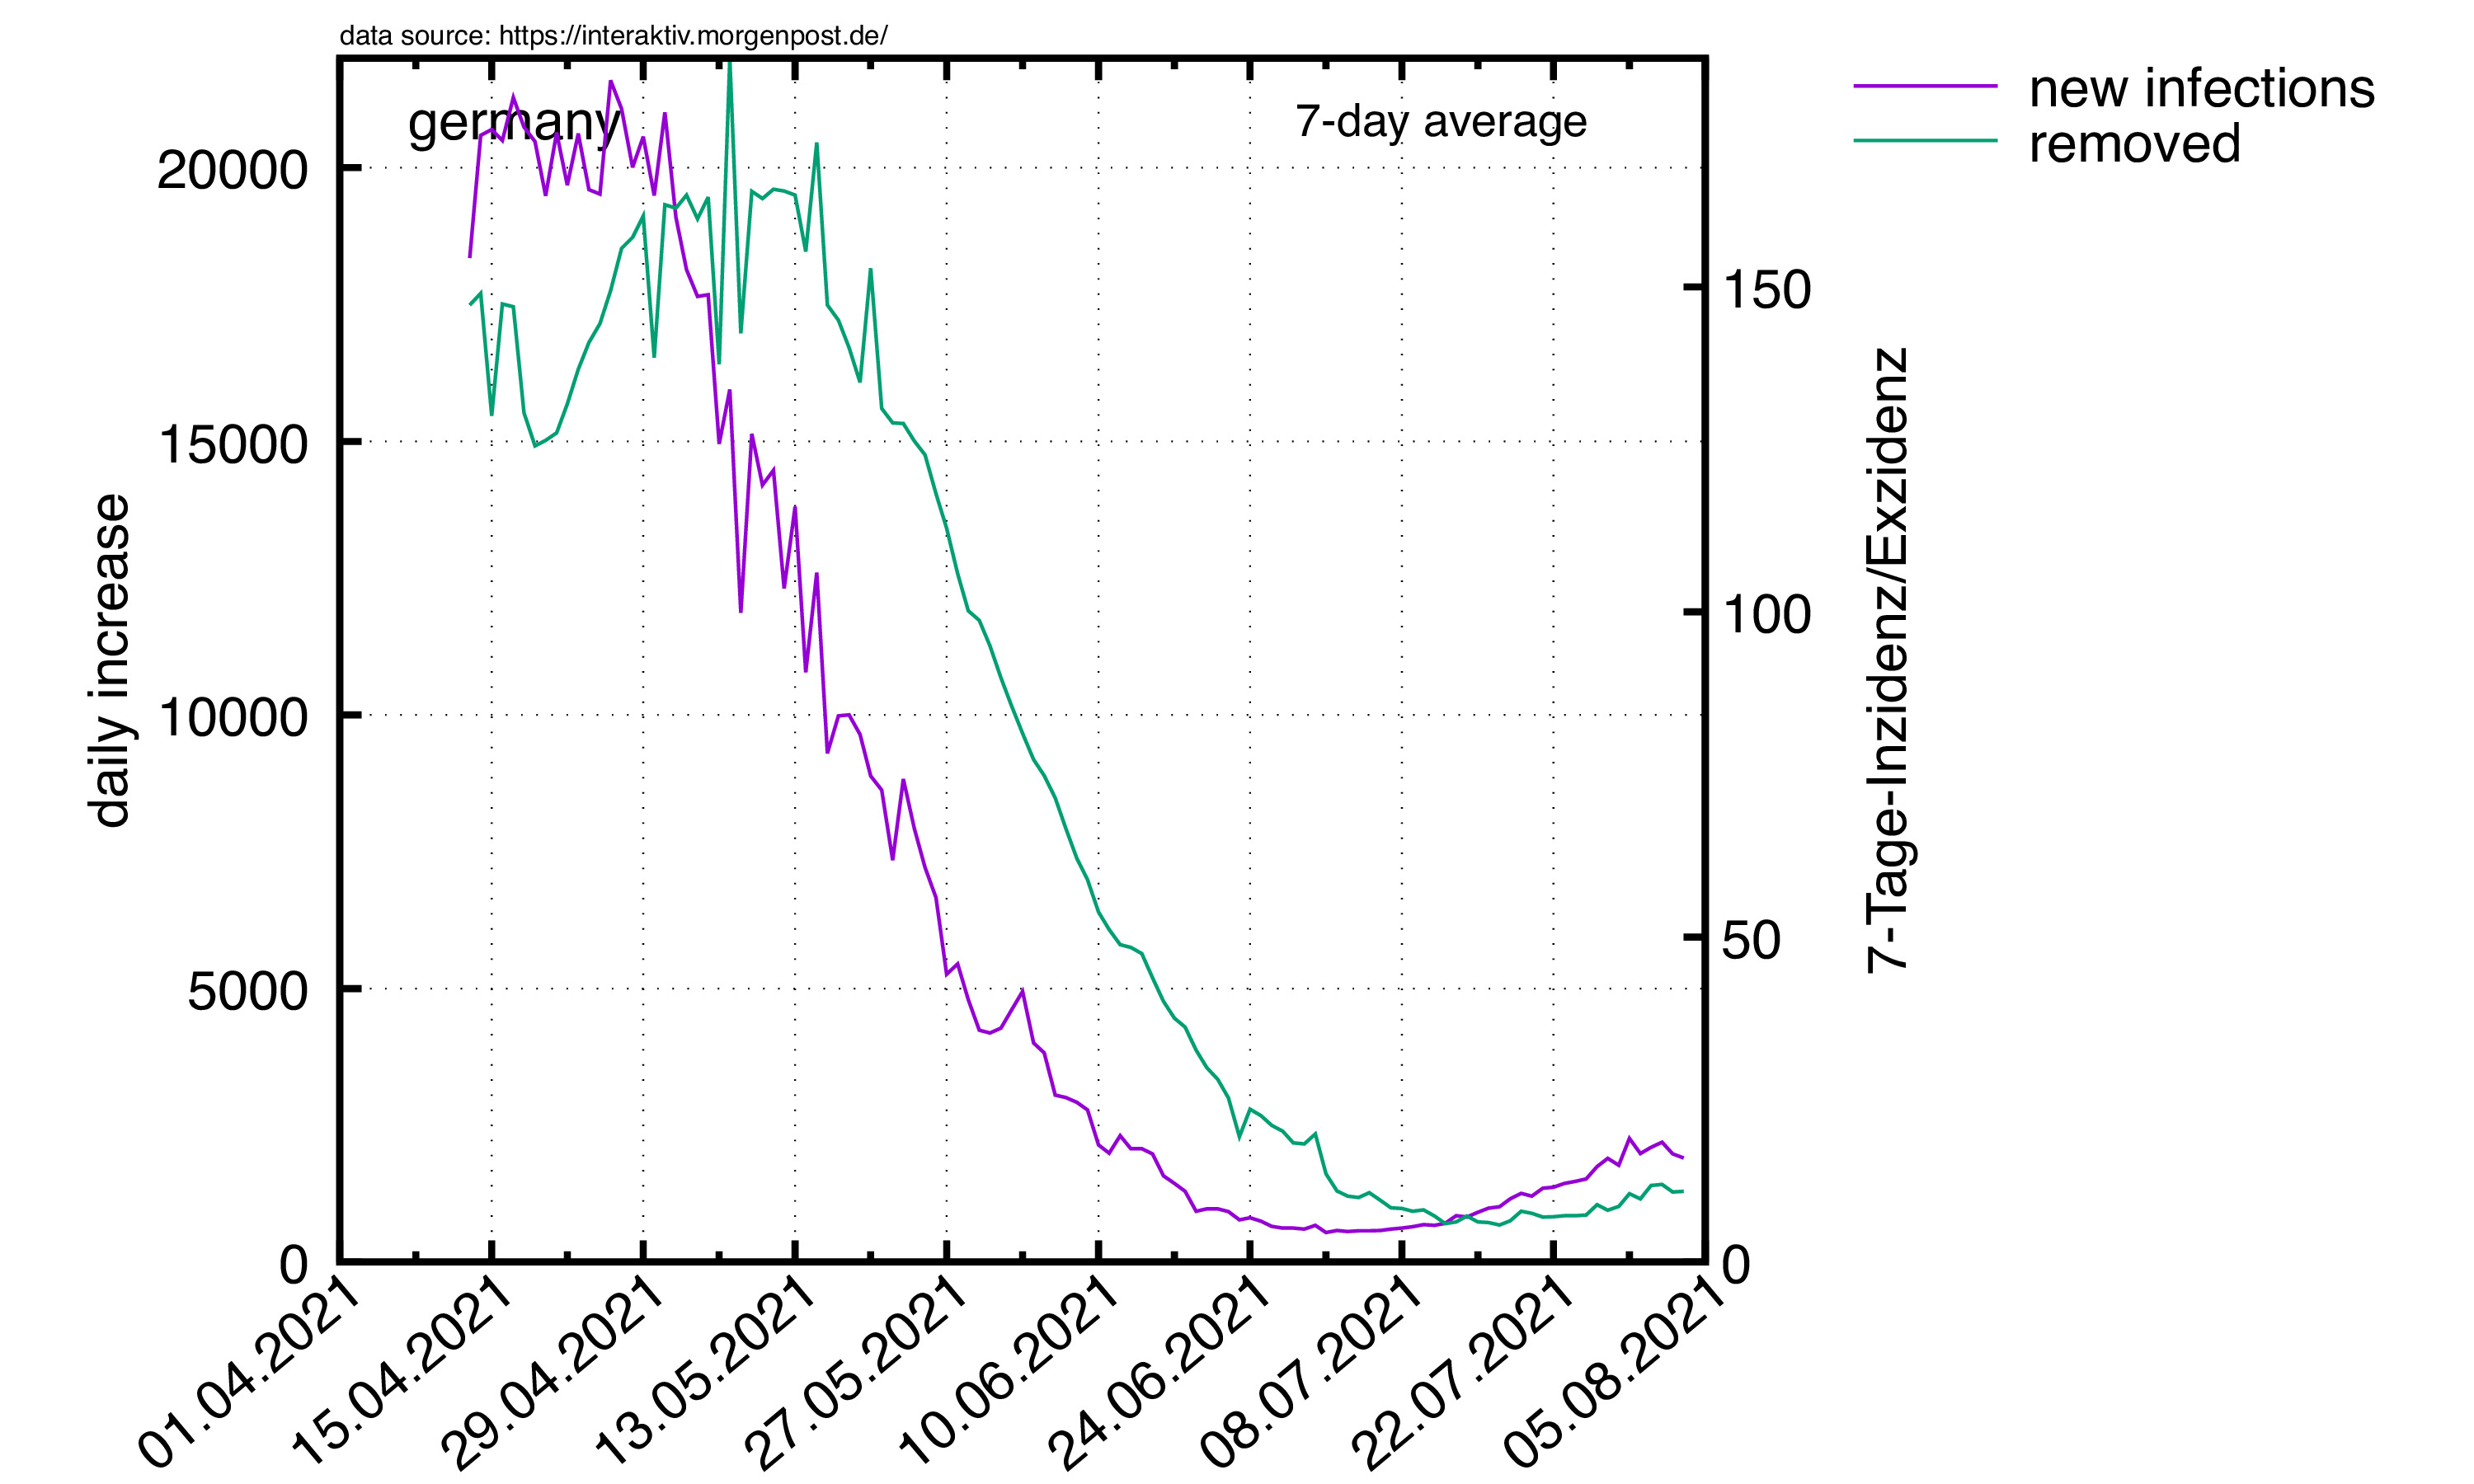 data source: https://interaktiv.morgenpost.de/
germany
7-day average
new infections
removed
daily increase
20000
15000
10000
5000
0
150
100
50
0
7-Tage-Inzidenz/Exzidenz
01.04.2021
15.04.2021
29.04.2021
13.05.2021
27.05.2021
10.06.2021
24.06.2021
08.07.2021
22.07.2021
05.08.2021